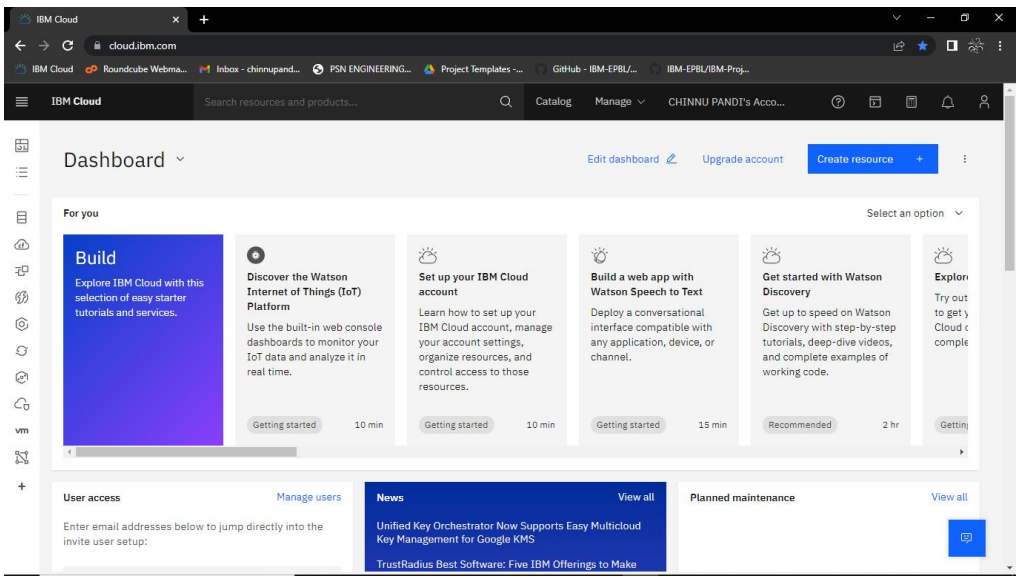 IBM Cloud
cloud.ibm.com
IBM Cloud
Roundcube Webma...
Inbox - chinnupand...
PSN ENGINEERING...
Project Templates -...
GitHub - IBM-EPBL/...
IBM-EPBL/IBM-Proj...
IBM Cloud
Search resources and products...
Catalog
Manage
CHINNU PANDI's Acco...
Dashboard
Edit dashboard
Upgrade account
Create resource +
For you
Select an option
Build
Explore IBM Cloud with this
selection of easy starter
tutorials and services.
Discover the Watson
Internet of Things (IoT)
Platform
Use the built-in web console
dashboards to monitor your
IoT data and analyze it in
real time.
Getting started
10 min
Set up your IBM Cloud
account
Learn how to set up your
IBM Cloud account, manage
your account settings,
organize resources, and
control access to those
resources.
Getting started
10 min
Build a web app with
Watson Speech to Text
Deploy a conversational
interface compatible with
any application, device, or
channel.
Getting started
15 min
Get started with Watson
Discovery
Get up to speed on Watson
Discovery with step-by-step
tutorials, deep-dive videos,
and complete examples of
working code.
Recommended
2 hr
Explor
Try out
to get y
Cloud
comple
Getting
vm
User access
Manage users
Enter email addresses below to jump directly into the
invite user setup:
News
View all
Unified Key Orchestrator Now Supports Easy Multicloud
Key Management for Google KMS
TrustRadius Best Software: Five IBM Offerings to Make
Planned maintenance
View all